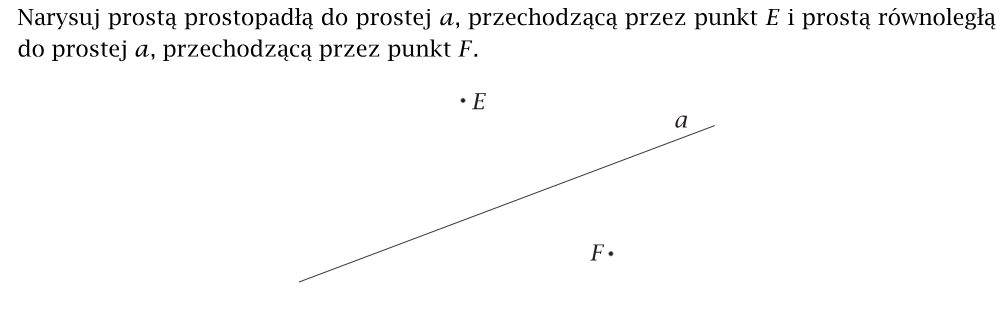 Narysuj prostą prostopadłą do prostej a, przechodzącą przez punkt E i prostą równoległą
do prostej a, przechodzącą przez punkt F.
E
a
F